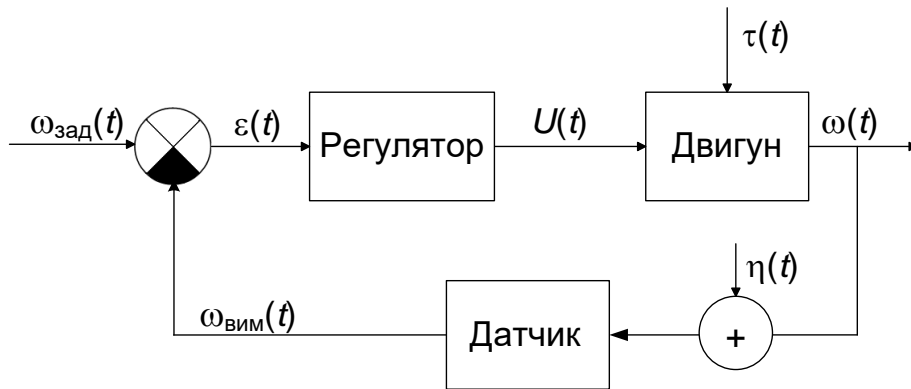 τ(t)
ωзад(t)
ε(t)
Регулятор
U(t)
Двигун
ω(t)
η(t)
ωвим(t)
Датчик
+